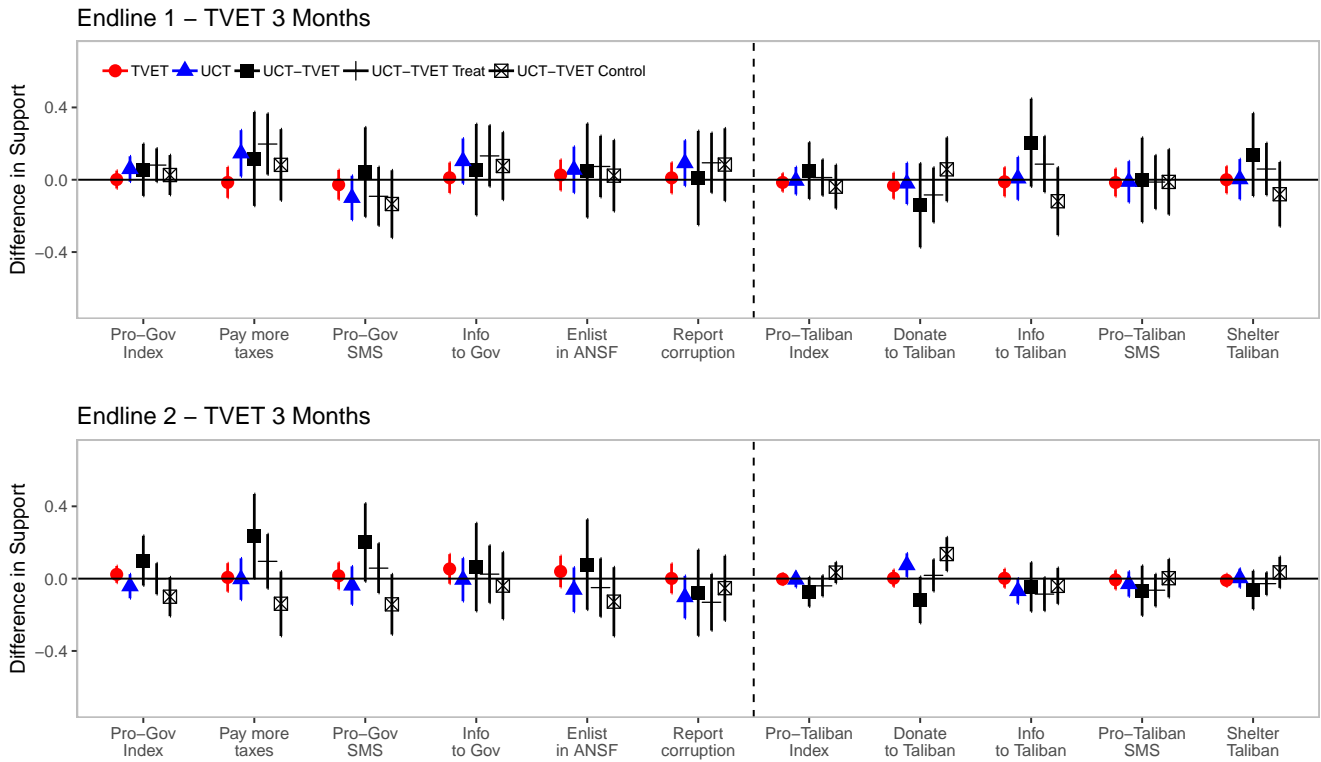 Endline 1 – TVET 3 Months
TVET UCT UCT−TVET UCT−TVET Treat UCT−TVET Control
Difference in Support
0.4
0.0
−0.4
Pro−Gov Index
Pay more taxes
Pro−Gov SMS
Info to Gov
Enlist in ANSF
Report corruption
Pro−Taliban Index
Donate to Taliban
Info to Taliban
Pro−Taliban SMS
Shelter Taliban
Endline 2 – TVET 3 Months
Difference in Support
0.4
0.0
−0.4
Pro−Gov Index
Pay more taxes
Pro−Gov SMS
Info to Gov
Enlist in ANSF
Report corruption
Pro−Taliban Index
Donate to Taliban
Info to Taliban
Pro−Taliban SMS
Shelter Taliban